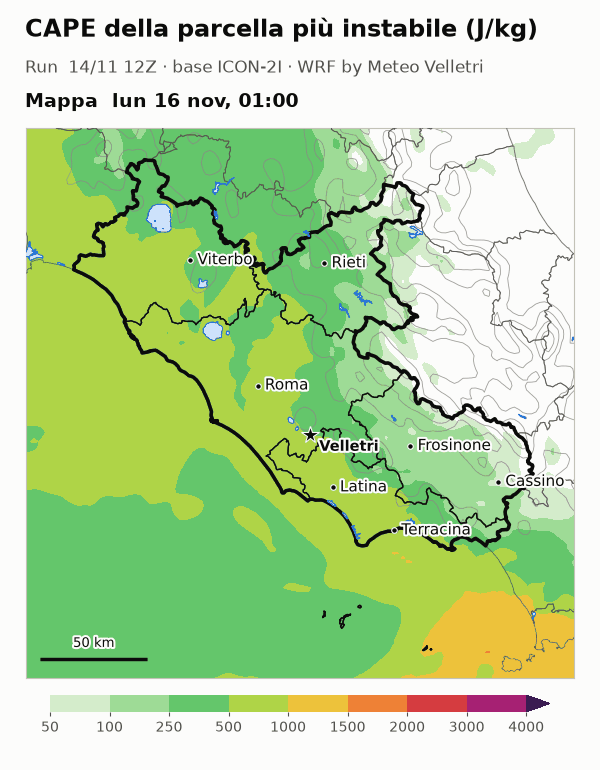 CAPE della parcella più instabile (J/kg)
Run  14/11 12Z · base ICON-2I · WRF by Meteo Velletri
Mappa  lun 16 nov, 01:00
Viterbo
Rieti
Roma
Velletri
Frosinone
Cassino
Latina
Terracina
50 km
50 100 250 500 1000 1500 2000 3000 4000